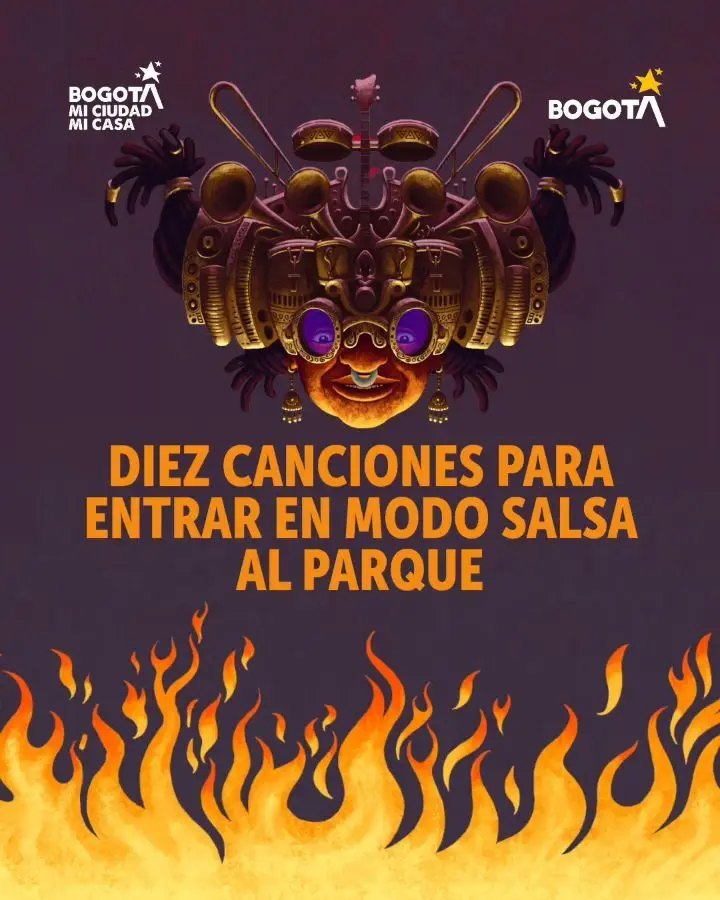 BOGOTÁ
MI CIUDAD
MI CASA
BOGOTÁ
DIEZ CANCIONES PARA
ENTRAR EN MODO SALSA
AL PARQUE